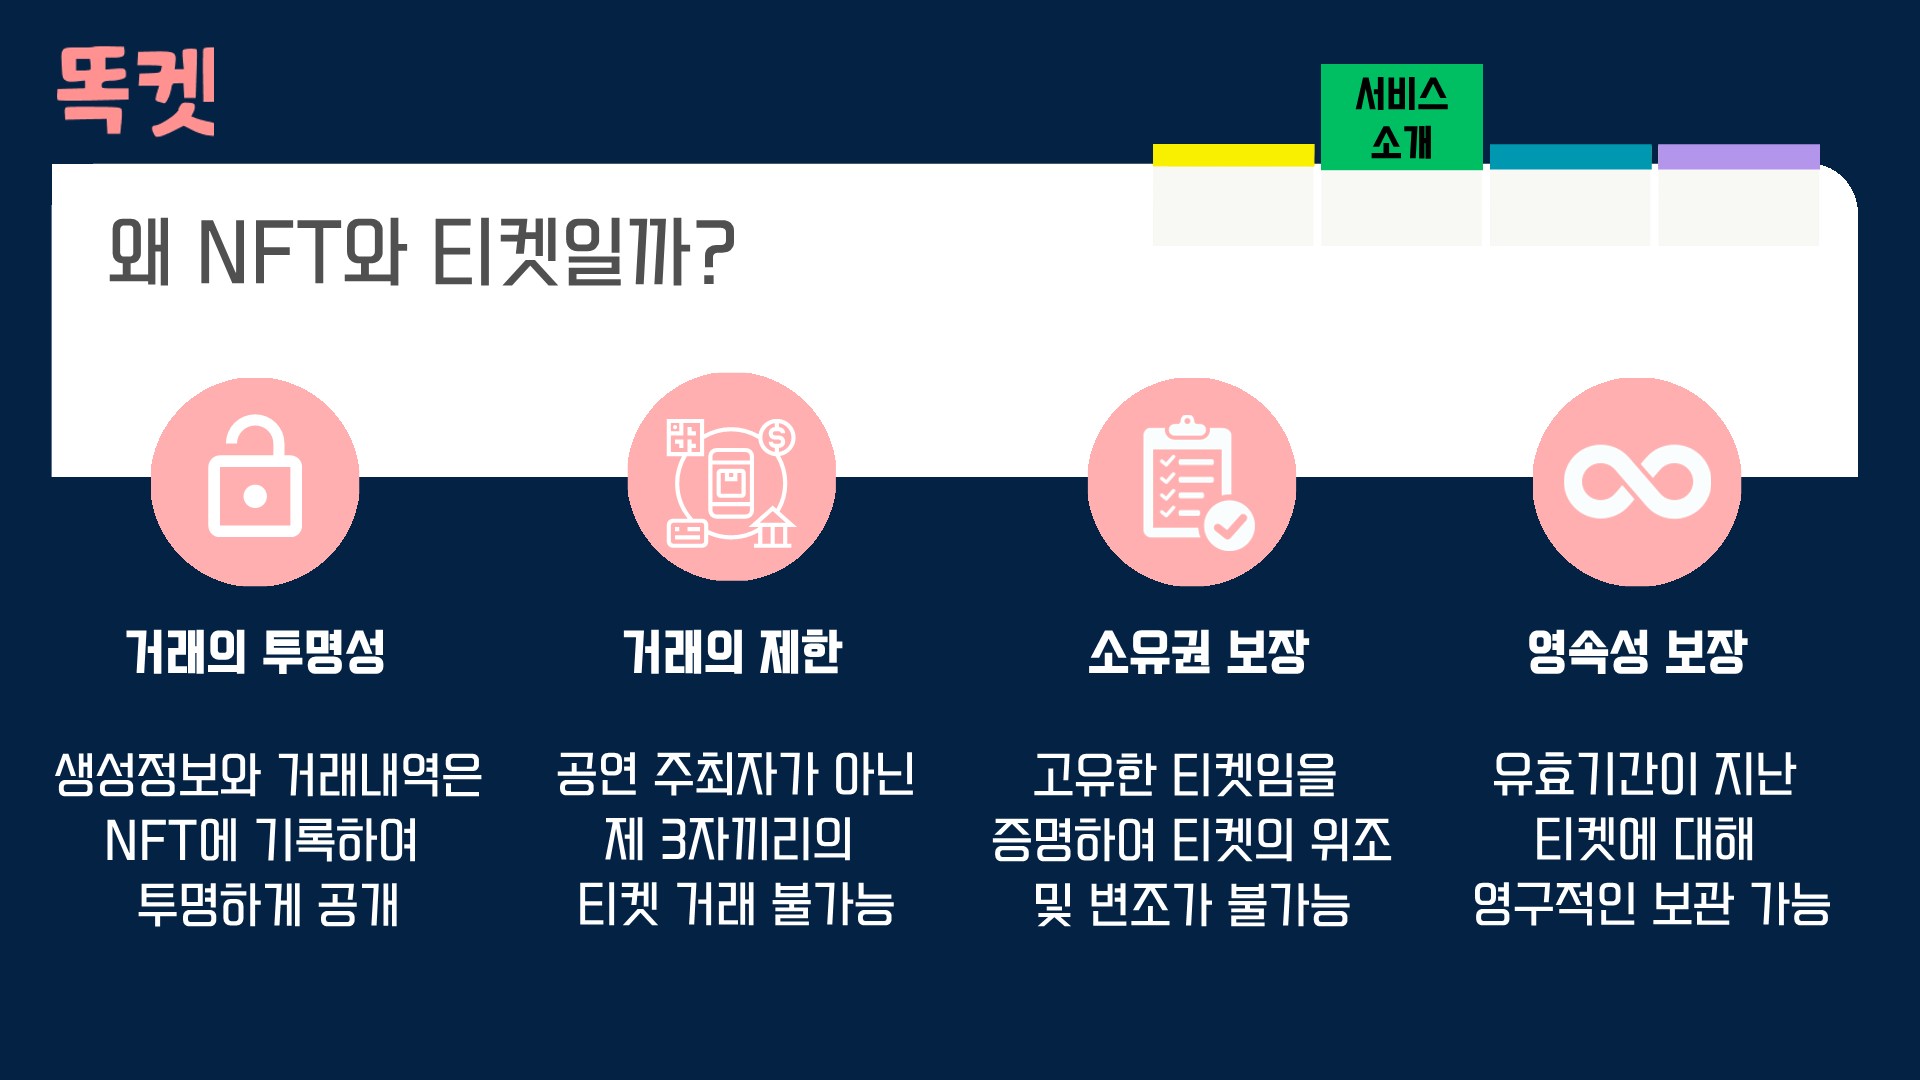 똑켓
서비스
소개
왜 NFT와 티켓일까?
거래의 투명성
생성정보와 거래내역은
NFT에 기록하여
투명하게 공개
거래의 제한
공연 주최자가 아닌
제 3자끼리의
티켓 거래 불가능
소유권 보장
고유한 티켓임을
증명하여 티켓의 위조
및 변조가 불가능
영속성 보장
유효기간이 지난
티켓에 대해
영구적인 보관 가능